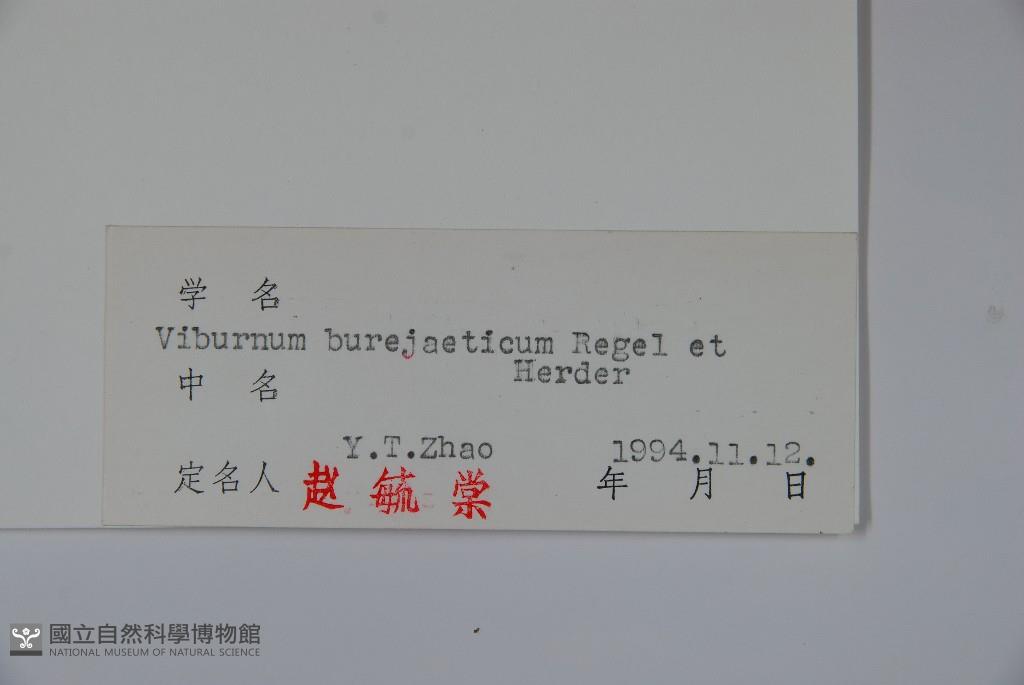 学 名
Viburnum burejaeticum Regel et
Herder
中 名
Y.T.Zhao 1994.11.12.
定名人 赵毓棠 年 月 日
國立自然科學博物館
NATIONAL MUSEUM OF NATURAL SCIENCE